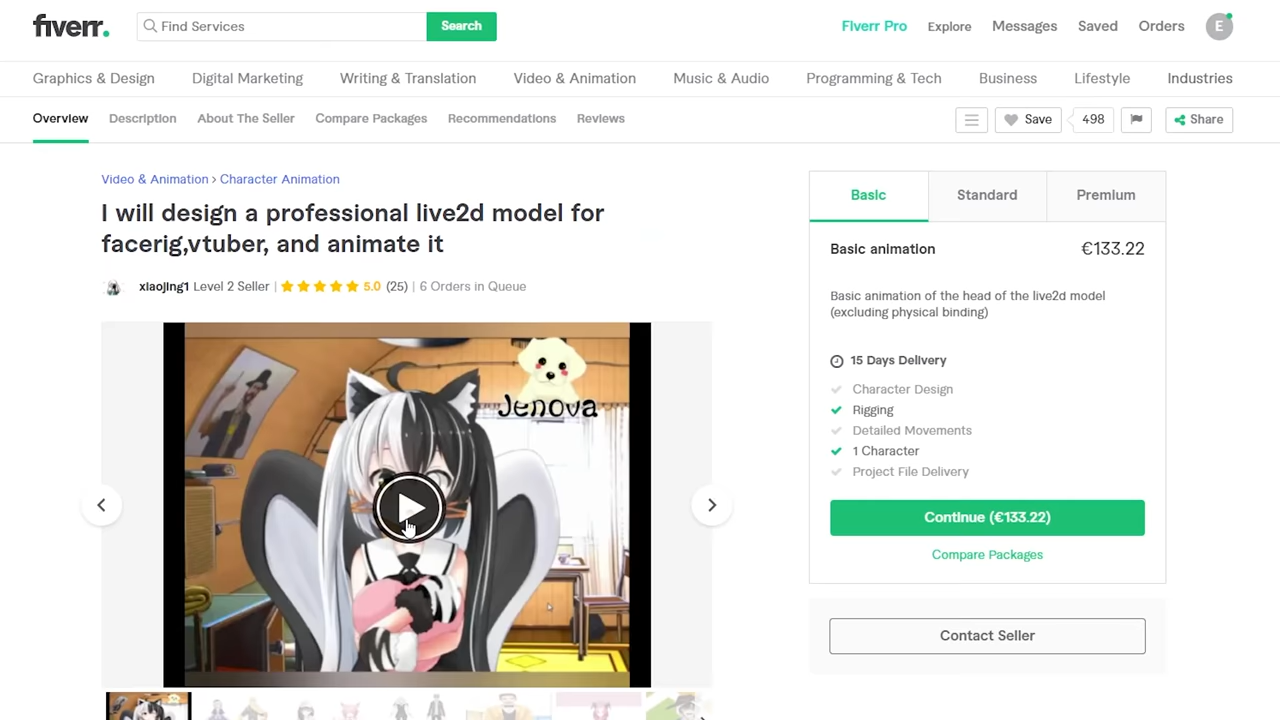 fiverr.
Find Services
Search
Fiverr Pro
Explore
Messages
Saved
Orders
E
Graphics & Design
Digital Marketing
Writing & Translation
Video & Animation
Music & Audio
Programming & Tech
Business
Lifestyle
Industries
Overview
Description
About The Seller
Compare Packages
Recommendations
Reviews
Save
498
Share
Video & Animation › Character Animation
I will design a professional live2d model for
facerig,vtuber, and animate it
xiaojing1 Level 2 Seller | 5.0 (25) | 6 Orders in Queue
Jenova
Basic
Standard
Premium
Basic animation
€133.22
Basic animation of the head of the live2d model
(excluding physical binding)
15 Days Delivery
Character Design
Rigging
Detailed Movements
1 Character
Project File Delivery
Continue (€133.22)
Compare Packages
Contact Seller